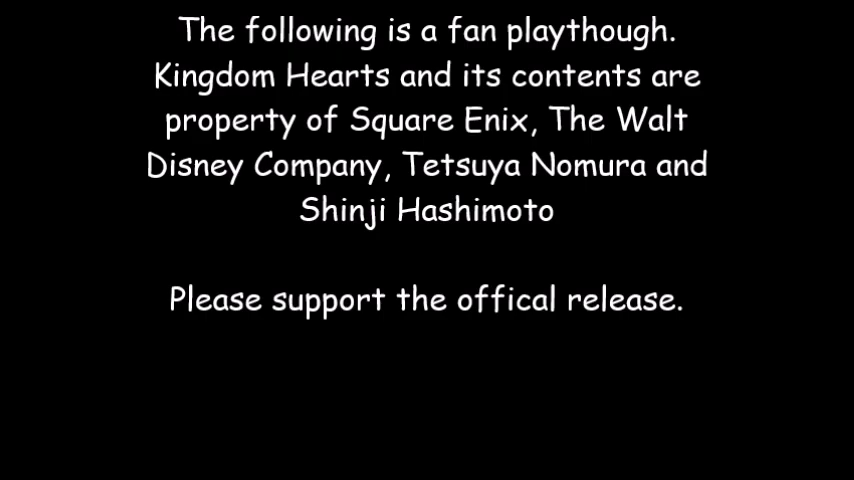 The following is a fan playthough.
Kingdom Hearts and its contents are
property of Square Enix, The Walt
Disney Company, Tetsuya Nomura and
Shinji Hashimoto
Please support the offical release.